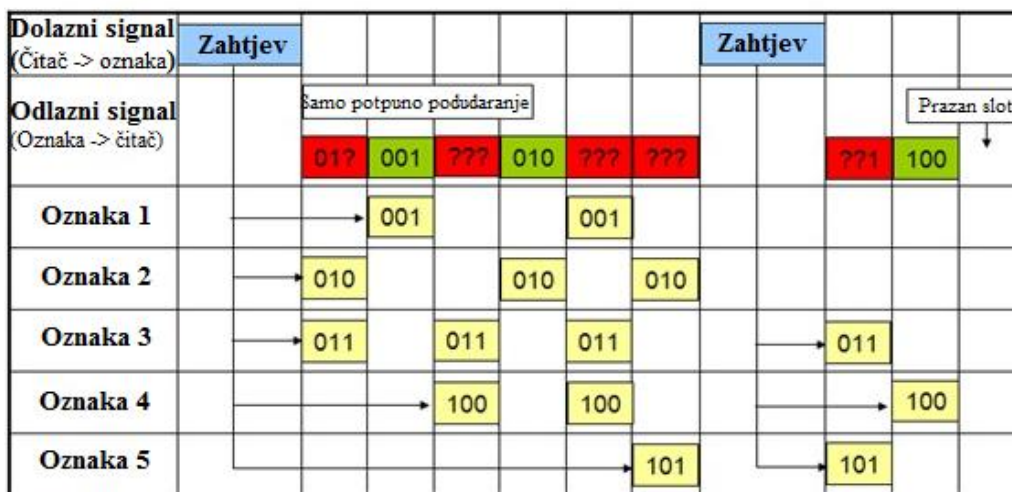 Dolazni signal
(Čitač -> oznaka)
Zahtjev
Zahtjev
Odlazni signal
(Oznaka -> čitač)
Samo potpuno podudaranje
Prazan slot
01? 001 ??? 010 ??? ??? ??1 100
Oznaka 1
001 001
Oznaka 2
010 010 010
Oznaka 3
011 011 011 011
Oznaka 4
100 100 100
Oznaka 5
101 101